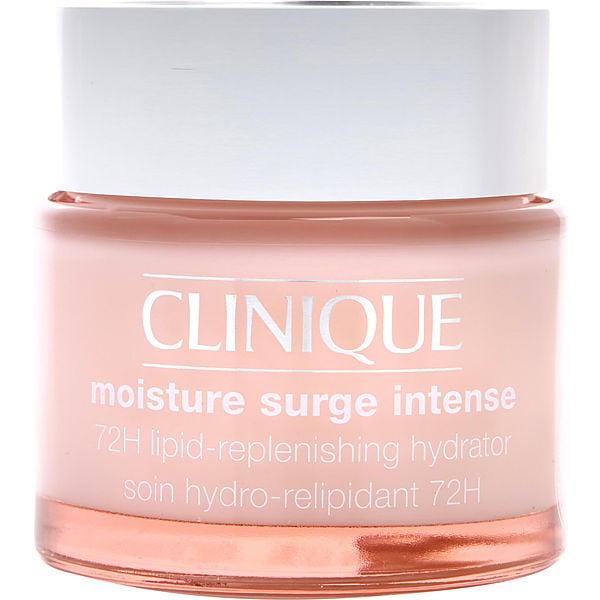 CLINIQUE
moisture surge intense
72H lipid-replenishing hydrator
soin hydro-relipidant 72H